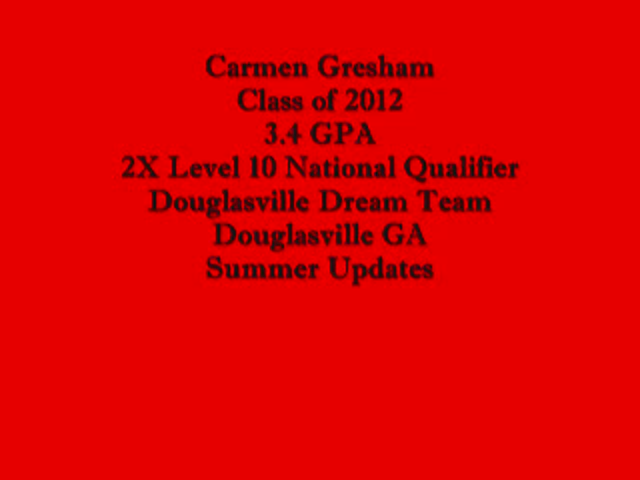 Carmen Gresham
Class of 2012
3.4 GPA
2X Level 10 National Qualifier
Douglasville Dream Team
Douglasville GA
Summer Updates